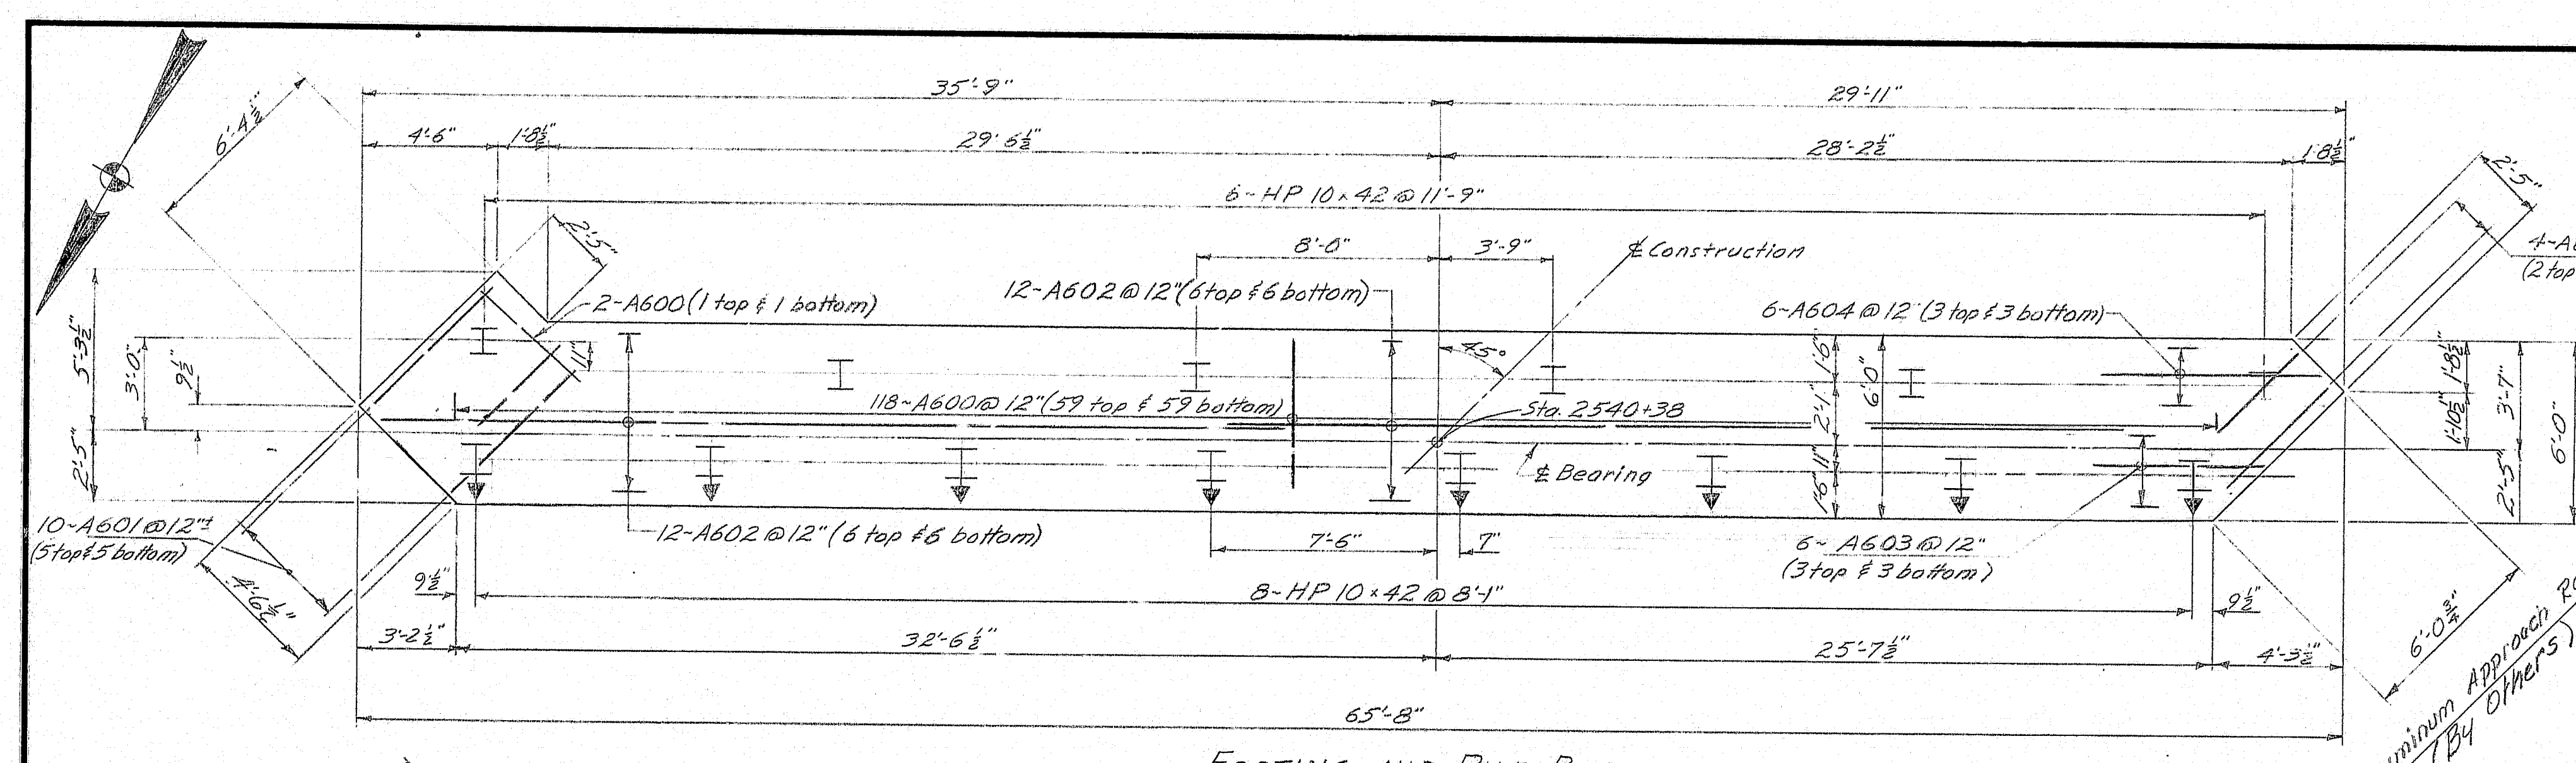 35'-9"
29'-11"
6'-4½"
4'-6"
1'-8½"
29'-6½"
28'-2½"
1'-8½"
2'-5"
6~HP 10 x 42 @ 11'-9"
8'-0"
3'-9"
℄ Construction
2'-5"
4-A6
(2 top
2-A600 (1 top & 1 bottom)
12~A602 @ 12" (6 top & 6 bottom)
6~A604 @ 12" (3 top & 3 bottom)
5'-3½"
3'-0"
9½"
11"
45°
1'-6"
6'-0"
1'-8½"
3'-7"
118~A600 @ 12" (59 top & 59 bottom)
Sta. 2540+38
2'-1"
1'-10½"
6'-0"
2'-5"
℄ Bearing
11"
1'-6"
2'-5"
10~A601 @ 12"±
(5 top & 5 bottom)
12~A602 @ 12" (6 top & 6 bottom)
7'-6"
7"
6~ A603 @ 12"
(3 top & 3 bottom)
4'-6½"
9½"
8~HP 10 x 42 @ 8'-1"
9½"
6'-0¾"
3'-2½"
32'-6½"
25'-7½"
4'-3½"
65'-8"
minum Approach
(By Others)